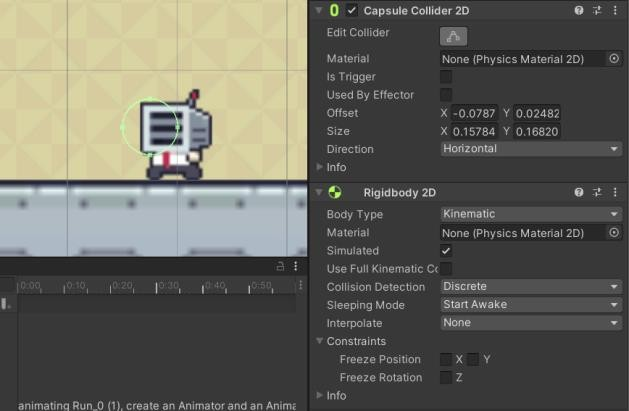 Capsule Collider 2D
Edit Collider
Material None (Physics Material 2D)
Is Trigger
Used By Effector
Offset X -0.0787 Y 0.02482
Size X 0.15784 Y 0.16820
Direction Horizontal
Info
Rigidbody 2D
Body Type Kinematic
Material None (Physics Material 2D)
Simulated
Use Full Kinematic Co
Collision Detection Discrete
Sleeping Mode Start Awake
Interpolate None
Constraints
Freeze Position X Y
Freeze Rotation Z
Info
0:00 0:10 0:20 0:30 0:40 0:50
animating Run_0 (1), create an Animator and an Anima